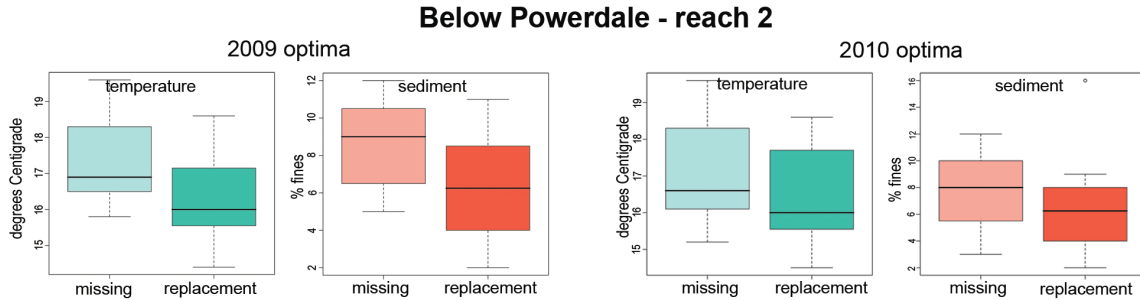 Below Powerdale - reach 2
2009 optima
2010 optima
temperature
degrees Centigrade
19
18
17
16
15
missing
replacement
sediment
% fines
12
10
8
6
4
2
missing
replacement
temperature
degrees Centigrade
19
18
17
16
15
missing
replacement
sediment
% fines
16
14
12
10
8
6
4
2
missing
replacement